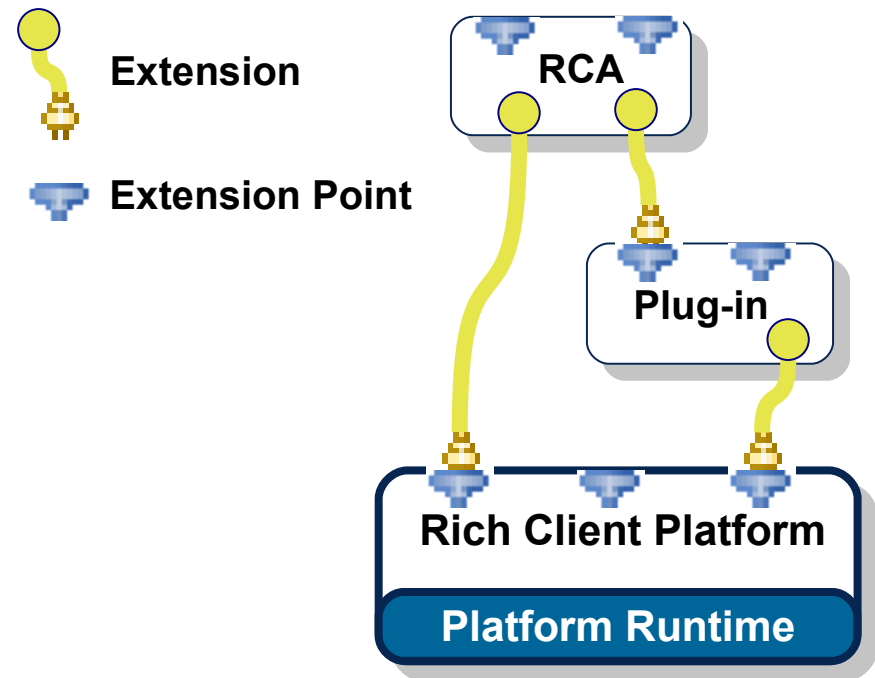 Extension
Extension Point
RCA
Plug-in
Rich Client Platform
Platform Runtime